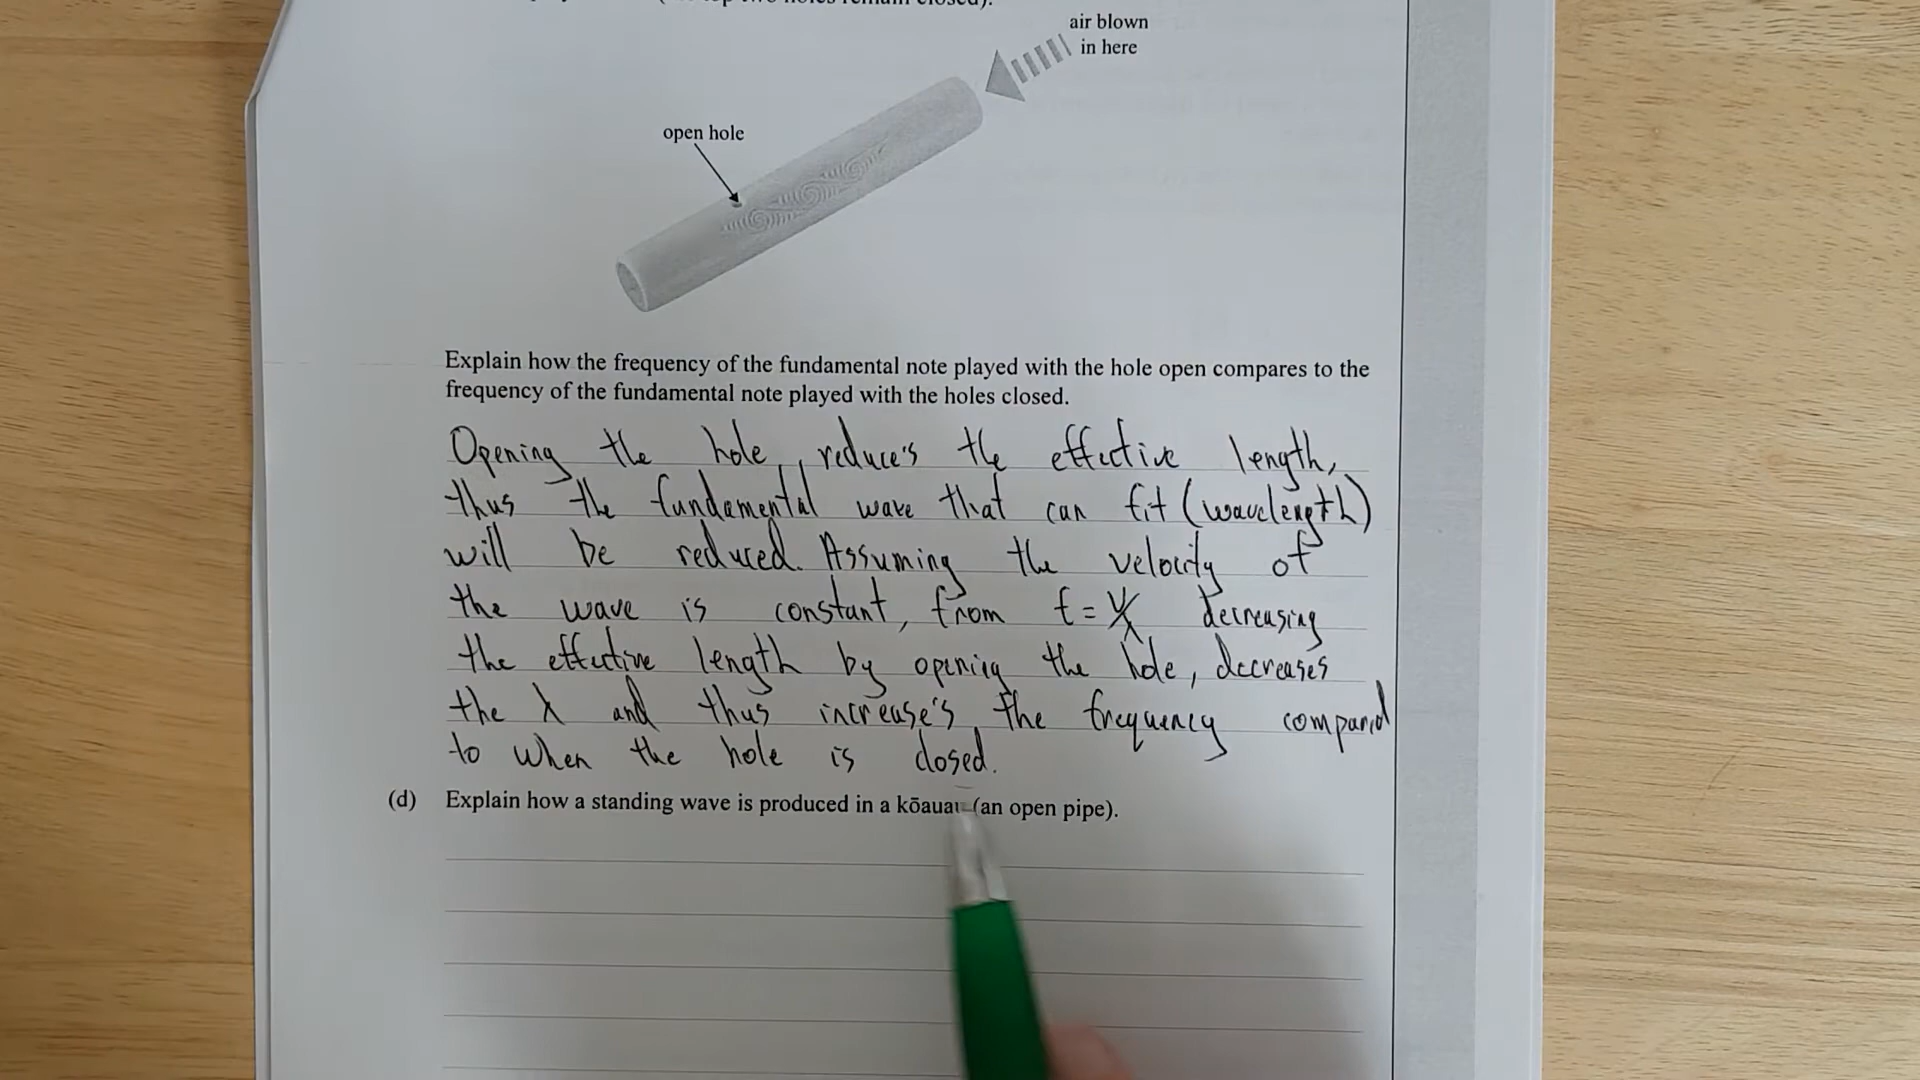 air blown
in here
open hole
Explain how the frequency of the fundamental note played with the hole open compares to the
frequency of the fundamental note played with the holes closed.
Opening the hole, reduce's the effective length,
thus the fundamental wave that can fit (wavelength)
will be reduced. Assuming the velocity of
the wave is constant, from f = v/λ decreasing
the effective length by opening the hole, decreases
the λ and thus increase's the frequency compared
to when the hole is closed.
(d) Explain how a standing wave is produced in a kōauau (an open pipe).